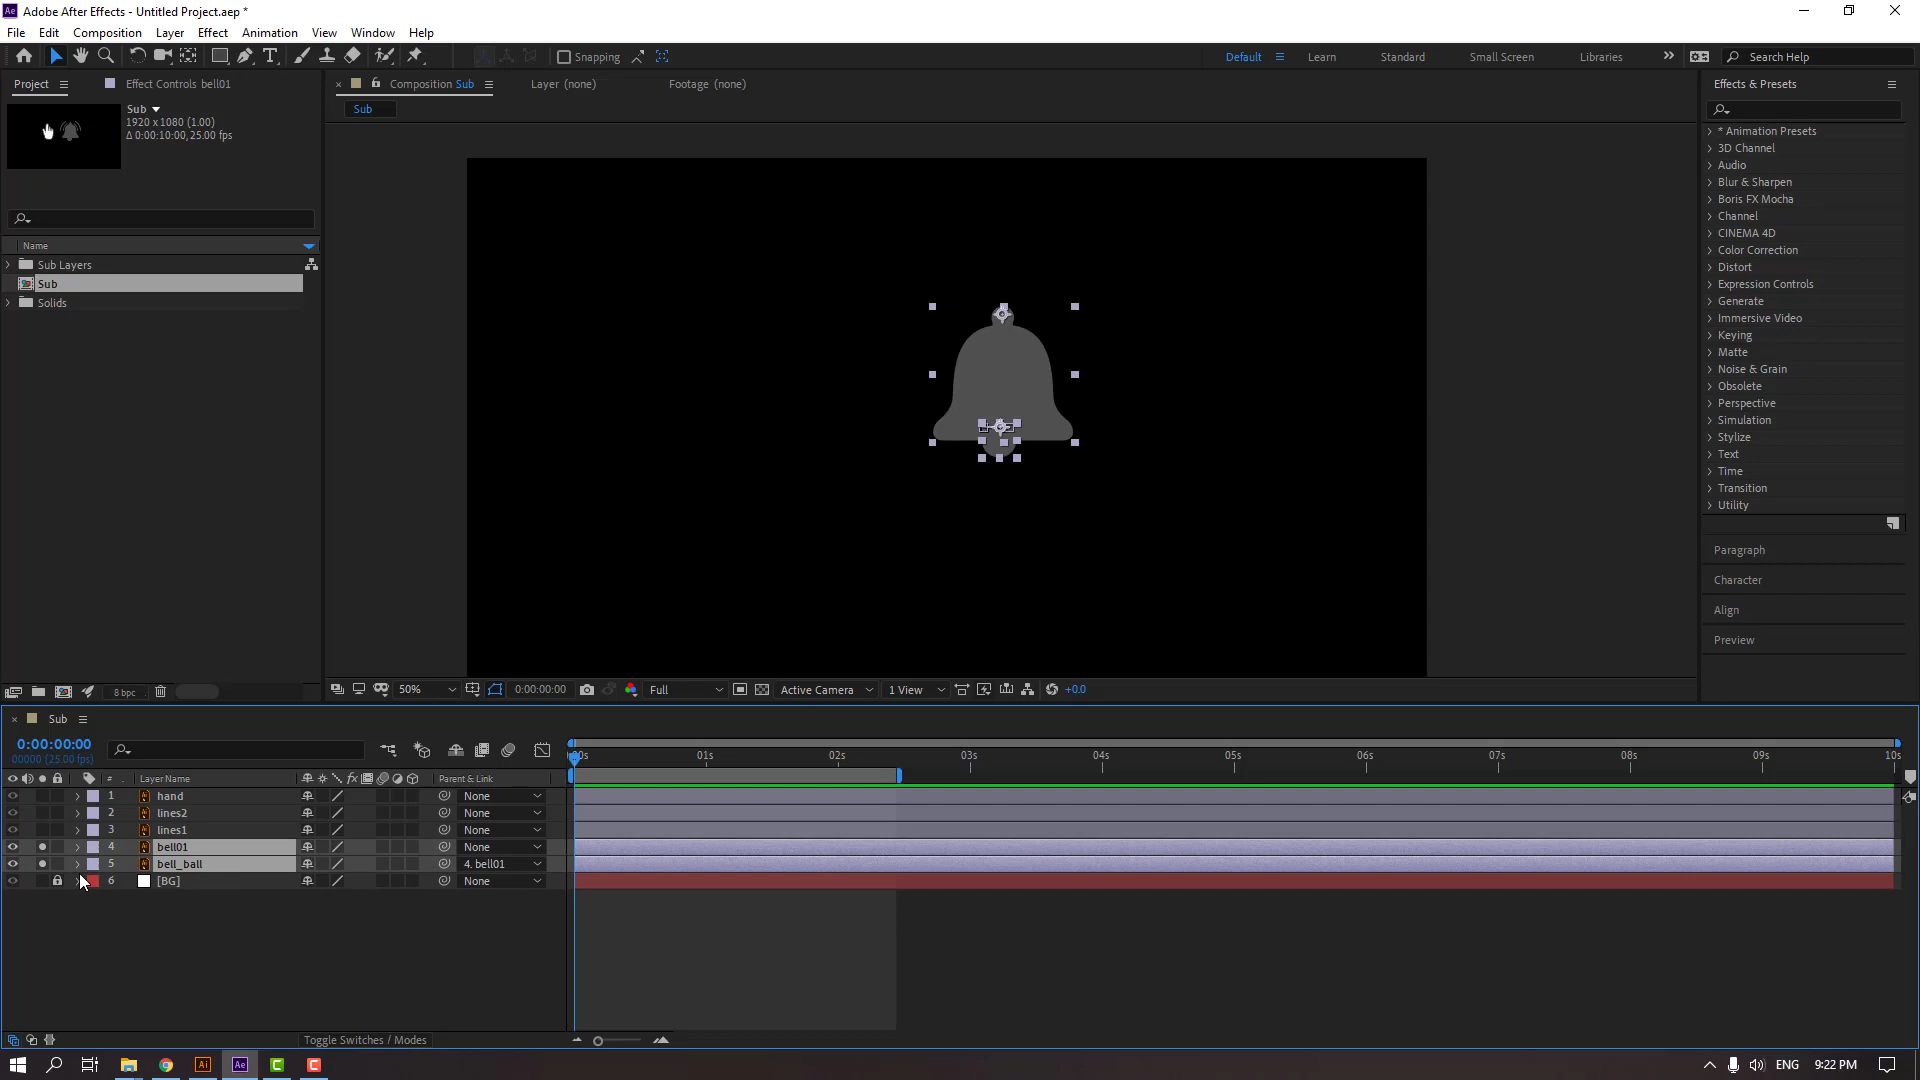 Adobe After Effects - Untitled Project.aep *
File Edit Composition Layer Effect Animation View Window Help
Snapping Default Learn Standard Small Screen Libraries Search Help
Project Effect Controls bell01 Composition Sub Layer (none) Footage (none) Effects & Presets
Sub
1920 x 1080 (1.00)
Δ 0:00:10:00, 25.00 fps
Sub
Name
Sub Layers
Sub
Solids
* Animation Presets
3D Channel
Audio
Blur & Sharpen
Boris FX Mocha
Channel
CINEMA 4D
Color Correction
Distort
Expression Controls
Generate
Immersive Video
Keying
Matte
Noise & Grain
Obsolete
Perspective
Simulation
Stylize
Text
Time
Transition
Utility
Paragraph
Character
Align
Preview
8 bpc 50% 0:00:00:00 Full Active Camera 1 View +0.0
Sub
0:00:00:00
00000 (25.00 fps)
:00s 01s 02s 03s 04s 05s 06s 07s 08s 09s 10s
# Layer Name Parent & Link
1 hand None
2 lines2 None
3 lines1 None
4 bell01 None
5 bell_ball 4. bell01
6 [BG] None
Toggle Switches / Modes
ENG 9:22 PM